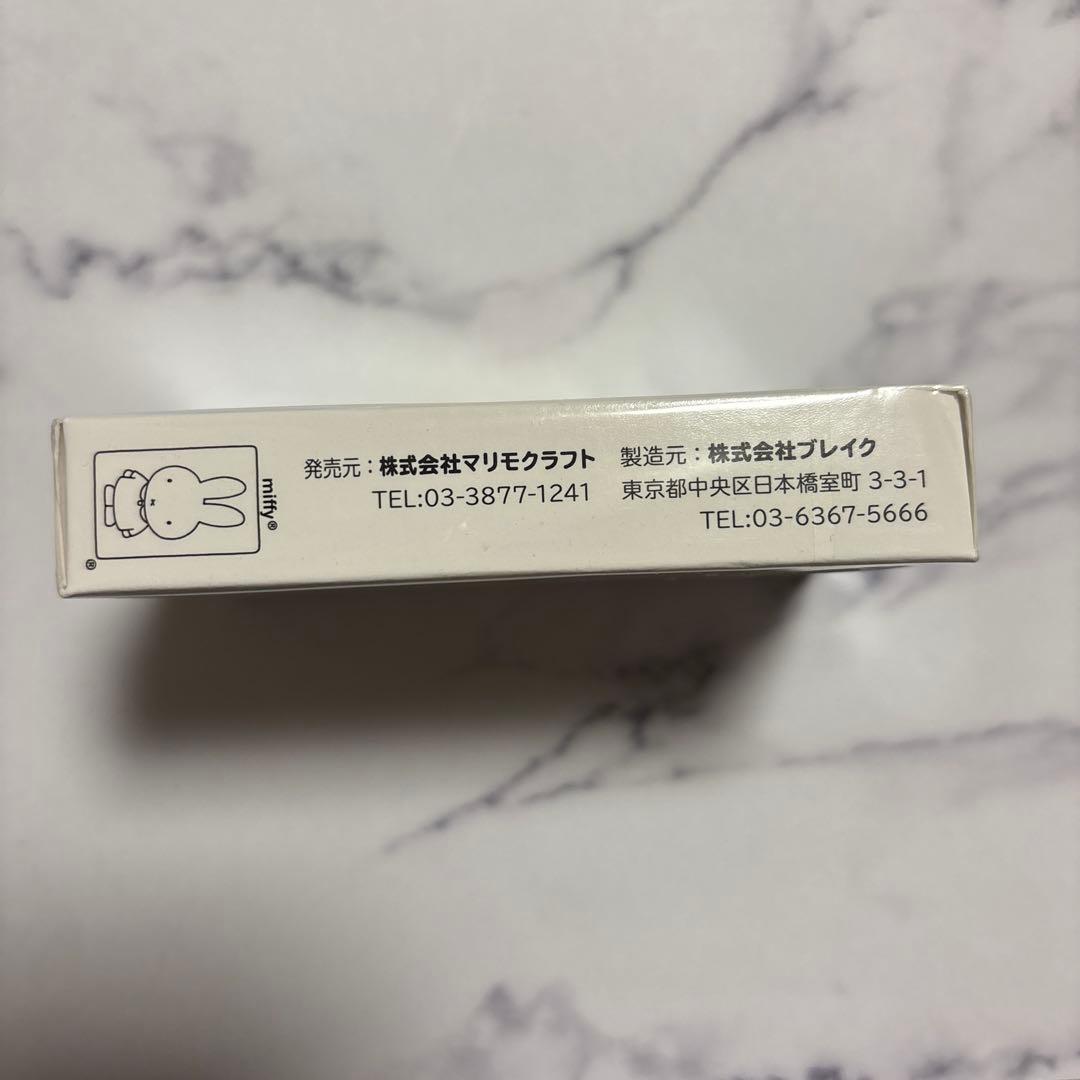 miffy®
®
発売元:株式会社マリモクラフト
TEL:03-3877-1241
製造元:株式会社ブレイク
東京都中央区日本橋室町 3-3-1
TEL:03-6367-5666